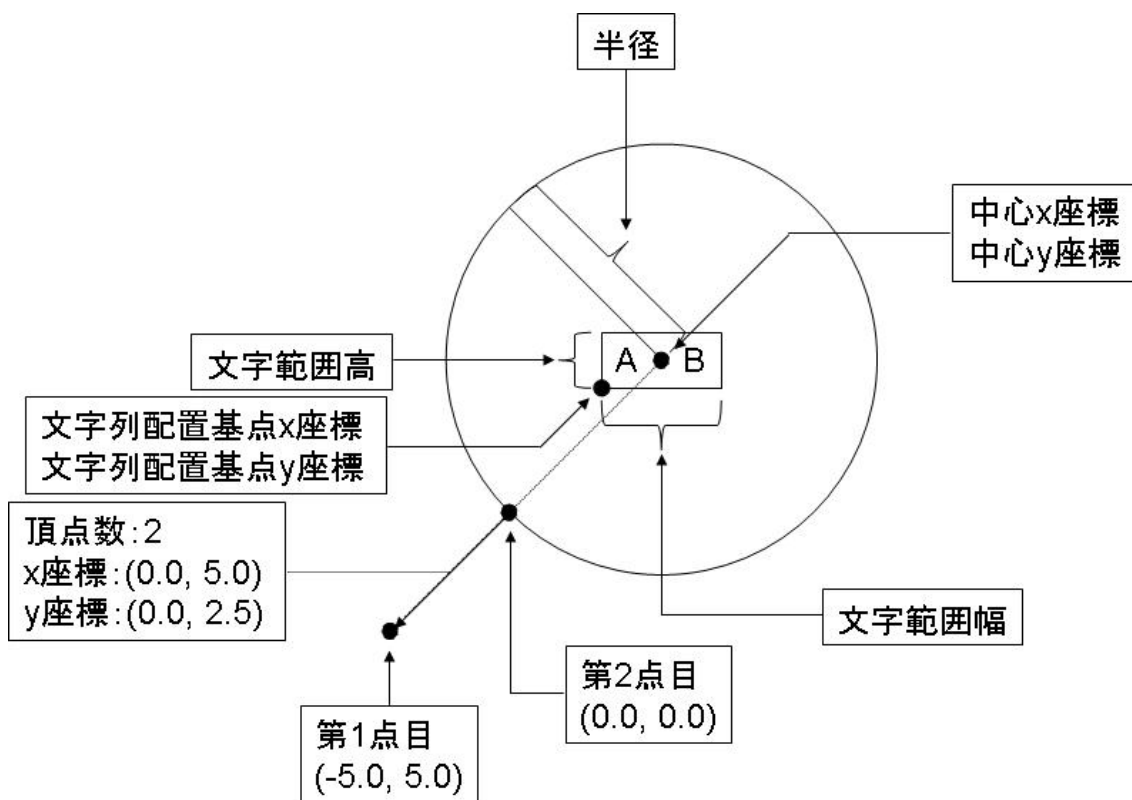 半径
中心x座標
中心y座標
A B
文字範囲高
文字列配置基点x座標
文字列配置基点y座標
頂点数:2
x座標:(0.0, 5.0)
y座標:(0.0, 2.5)
文字範囲幅
第2点目
(0.0, 0.0)
第1点目
(-5.0, 5.0)